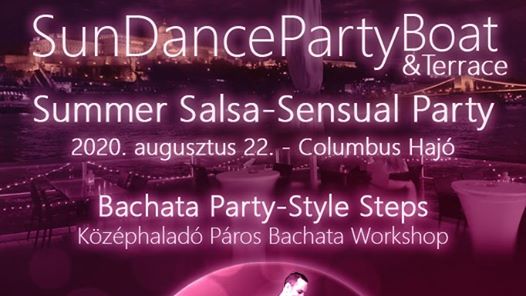 SunDancePartyBoat
&Terrace
Summer Salsa-Sensual Party
2020. augusztus 22. - Columbus Hajó
Bachata Party-Style Steps
Középhaladó Páros Bachata Workshop